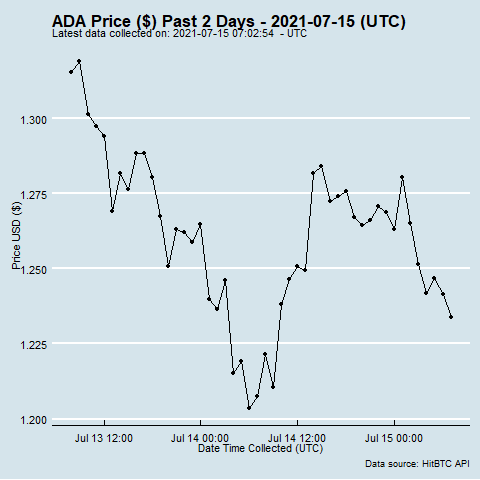 ADA Price ($) Past 2 Days - 2021-07-15 (UTC)
Latest data collected on: 2021-07-15 07:02:54  - UTC
1.300
1.275
1.250
1.225
1.200
Price USD ($)
Jul 13 12:00
Jul 14 00:00
Jul 14 12:00
Jul 15 00:00
Date Time Collected (UTC)
Data source: HitBTC API